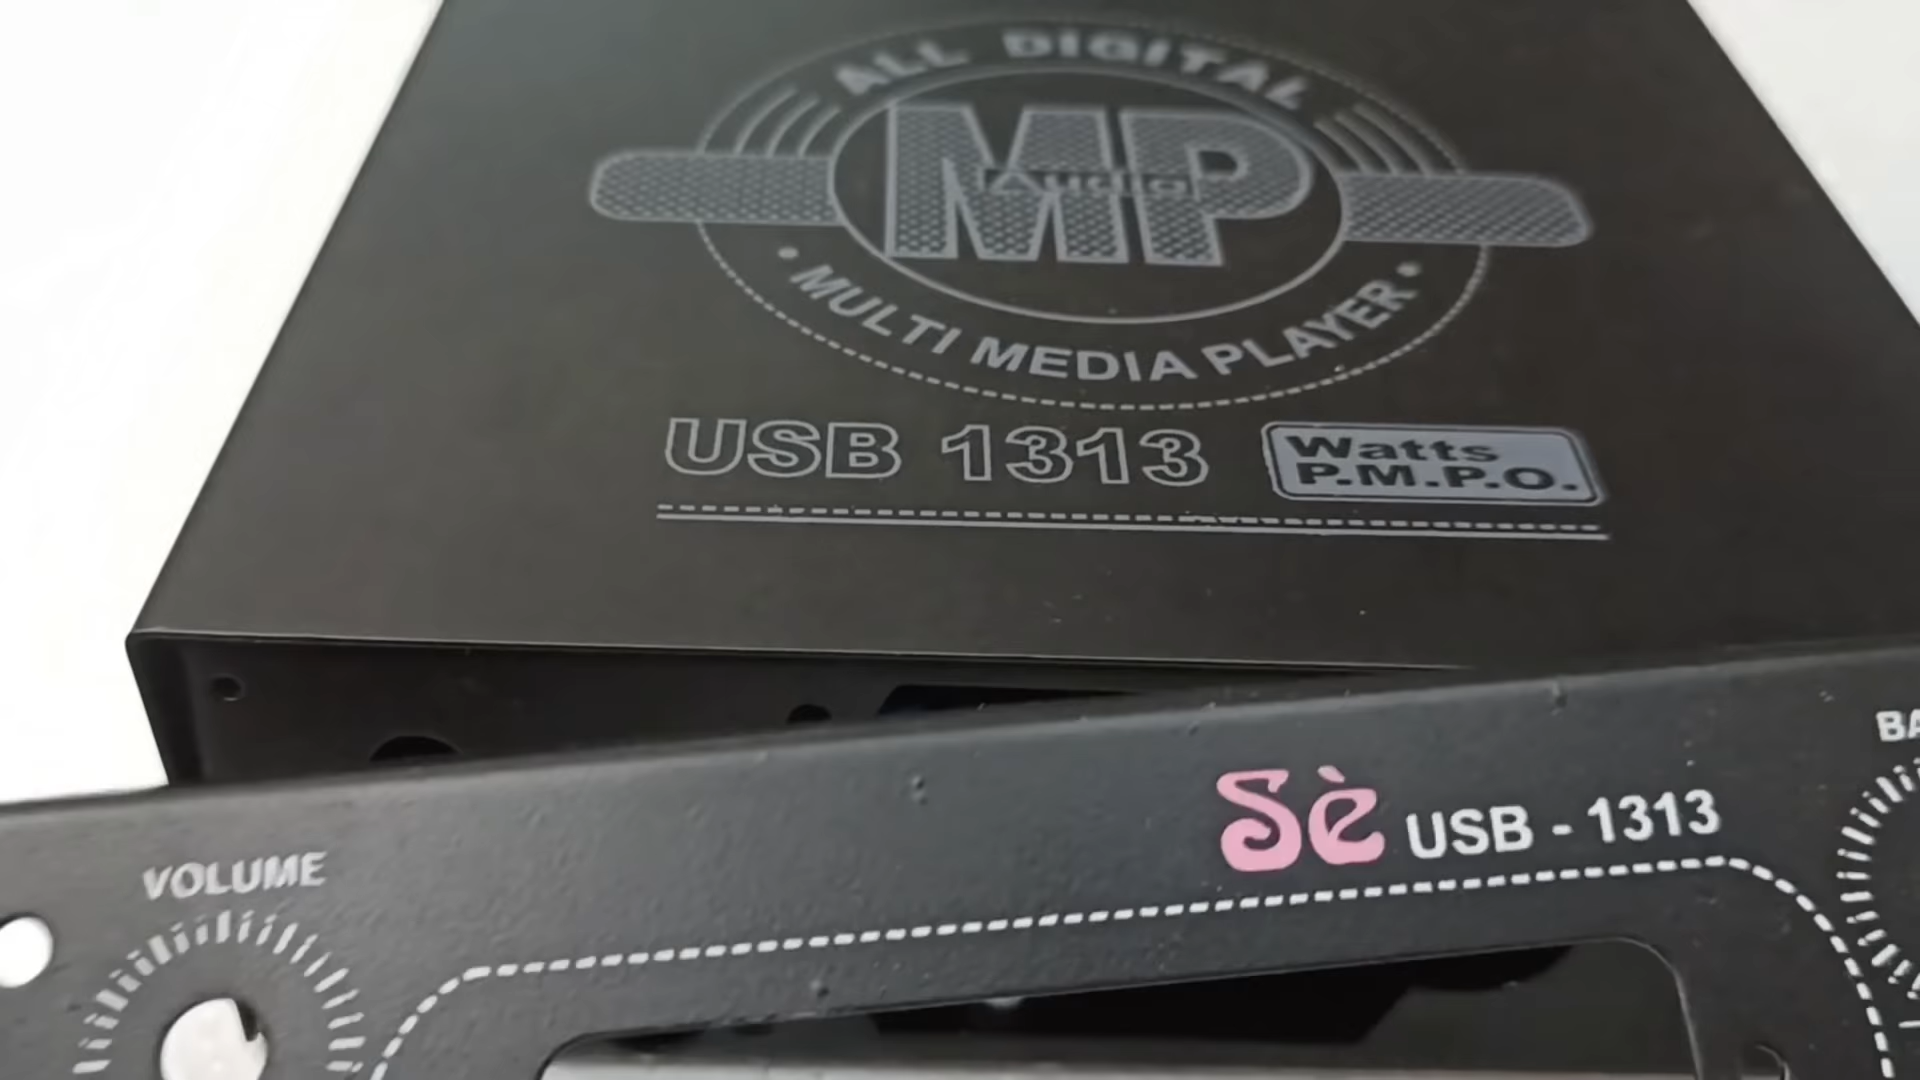 ALL DIGITAL
MP
Audio
• MULTI MEDIA PLAYER •
USB 1313
Watts
P.M.P.O.
Sè USB - 1313
VOLUME